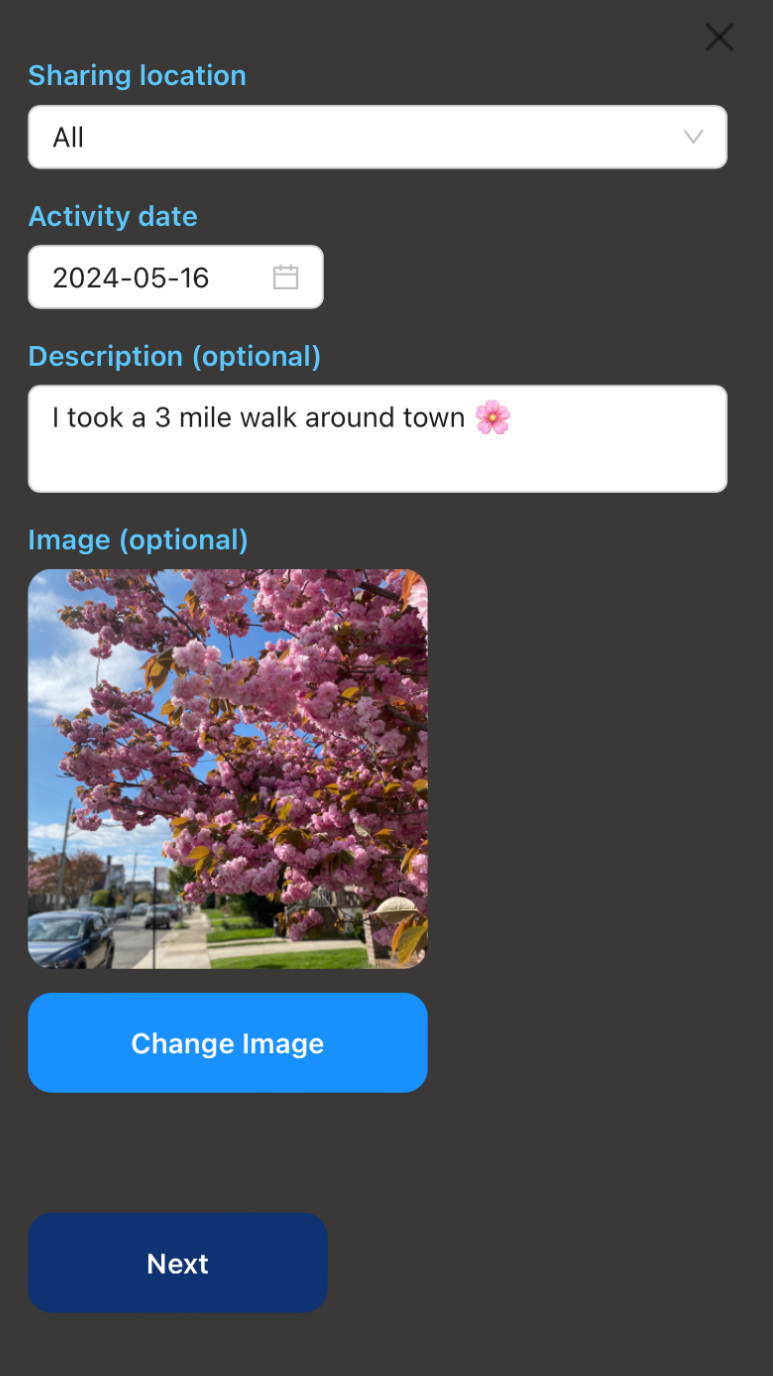 Sharing location
All
Activity date
2024-05-16
Description (optional)
I took a 3 mile walk around town 🌸
Image (optional)
Change Image
Next